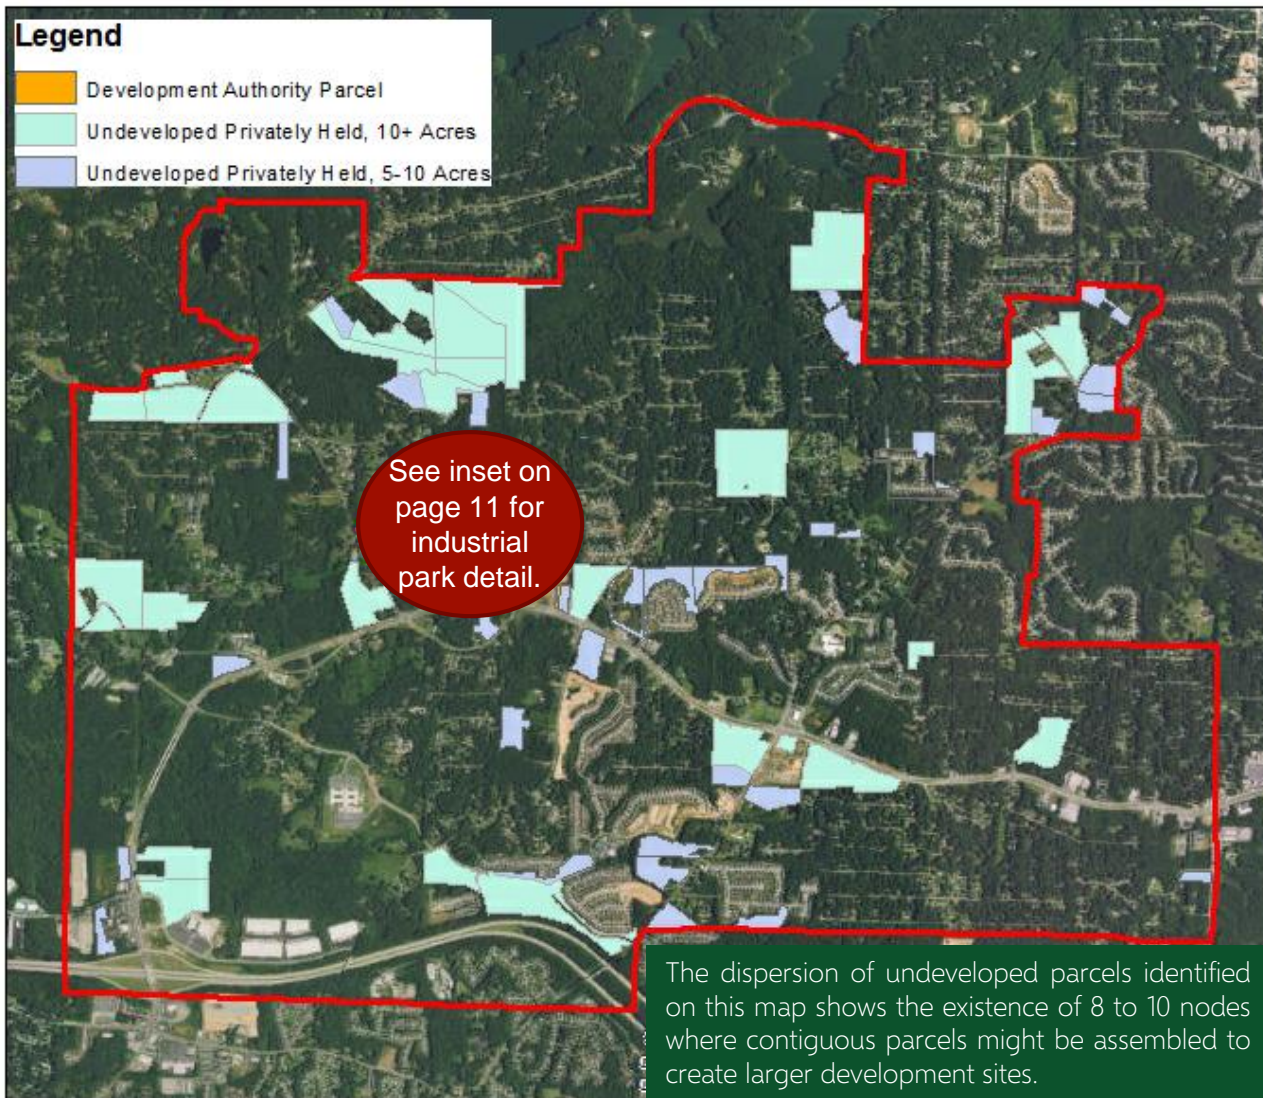 Legend
Development Authority Parcel
Undeveloped Privately Held, 10+ Acres
Undeveloped Privately Held, 5-10 Acres
See inset on
page 11 for
industrial
park detail.
The dispersion of undeveloped parcels identified
on this map shows the existence of 8 to 10 nodes
where contiguous parcels might be assembled to
create larger development sites.